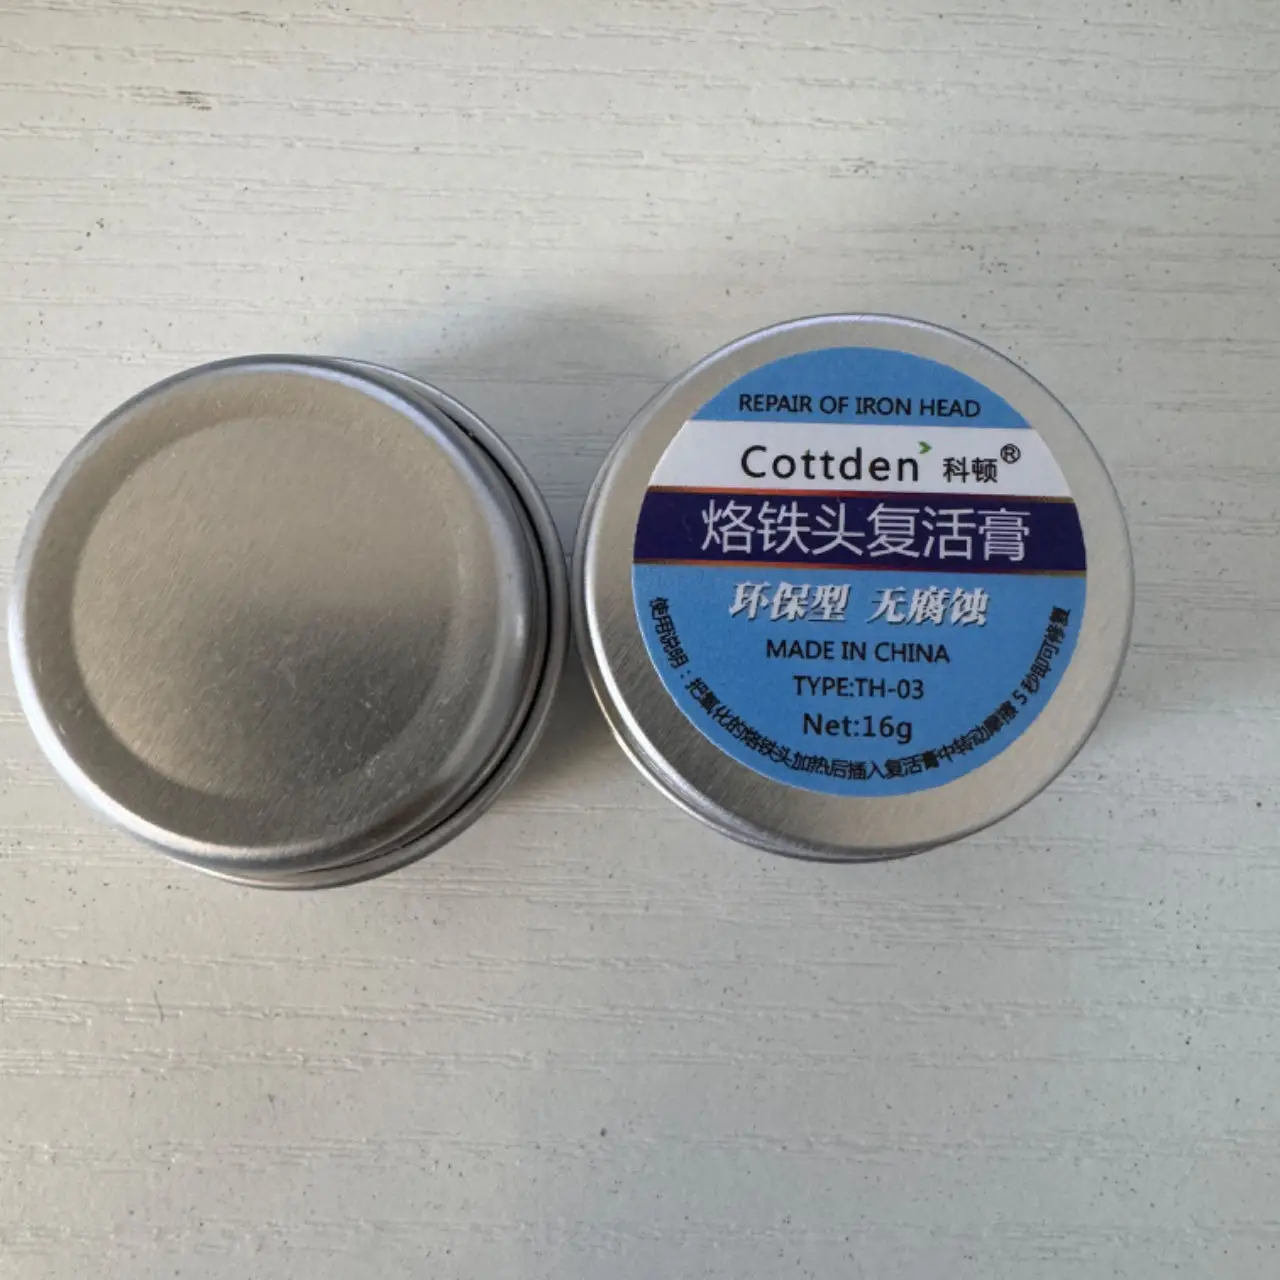 REPAIR OF IRON HEAD
Cottden 科顿®
烙铁头复活膏
环保型 无腐蚀
MADE IN CHINA
TYPE:TH-03
Net:16g
使用说明：把氧化的烙铁头加热后插入复活膏中转动摩擦 5 秒即可修复